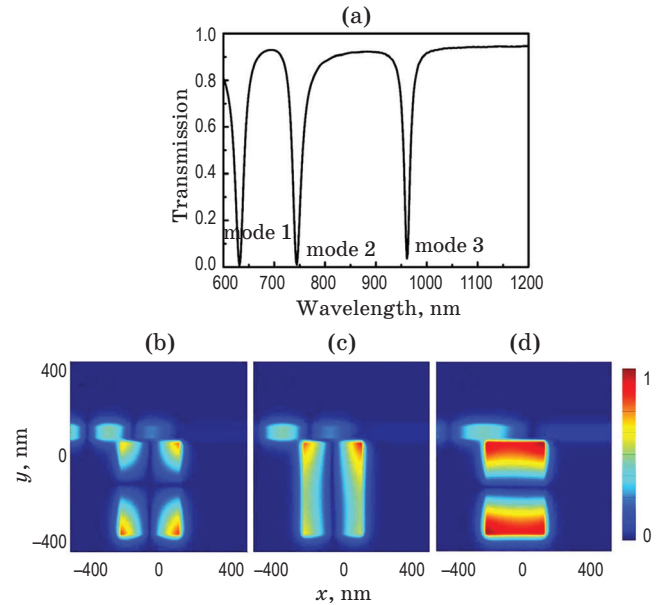 (a)
1.0
0.8
0.6
0.4
0.2
0.0
Transmission
mode 1
mode 2
mode 3
600 700 800 900 1000 1100 1200
Wavelength, nm
(b) (c) (d)
400
0
–400
y, nm
–400 0 400
–400 0 400
–400 0 400
x, nm
1
0